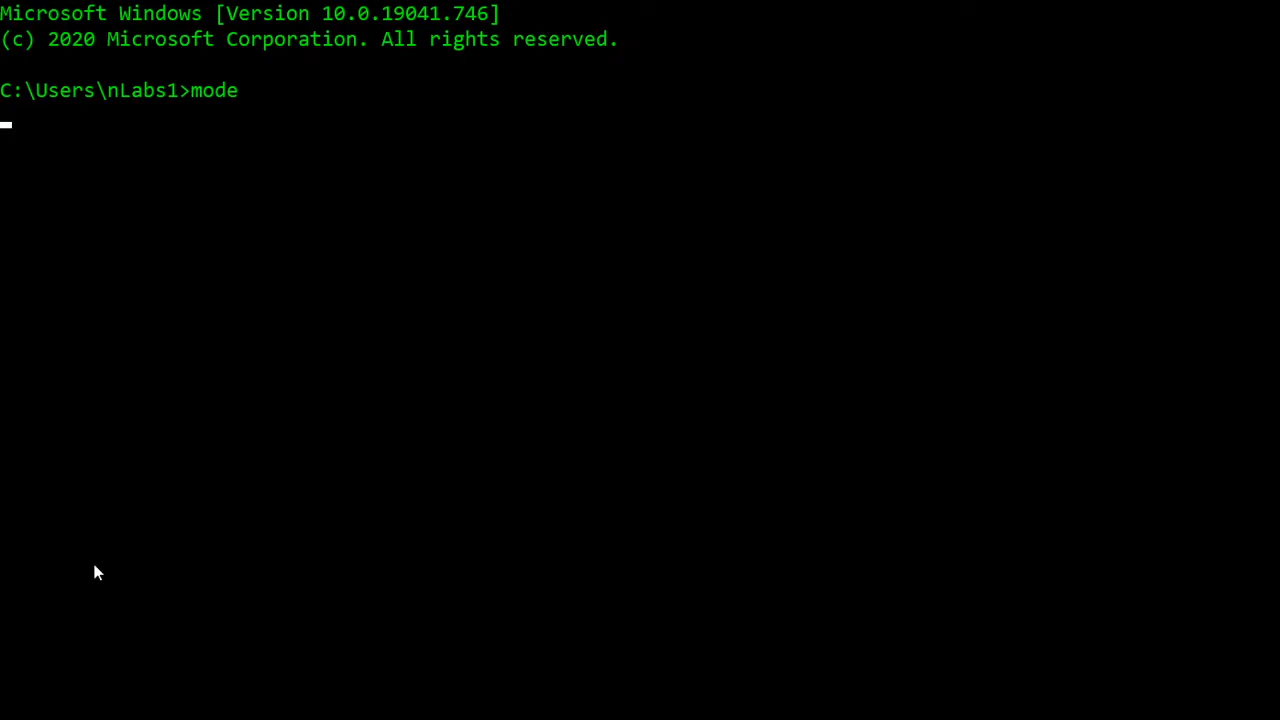 Microsoft Windows [Version 10.0.19041.746]
(c) 2020 Microsoft Corporation. All rights reserved.
C:\Users\nLabs1>mode